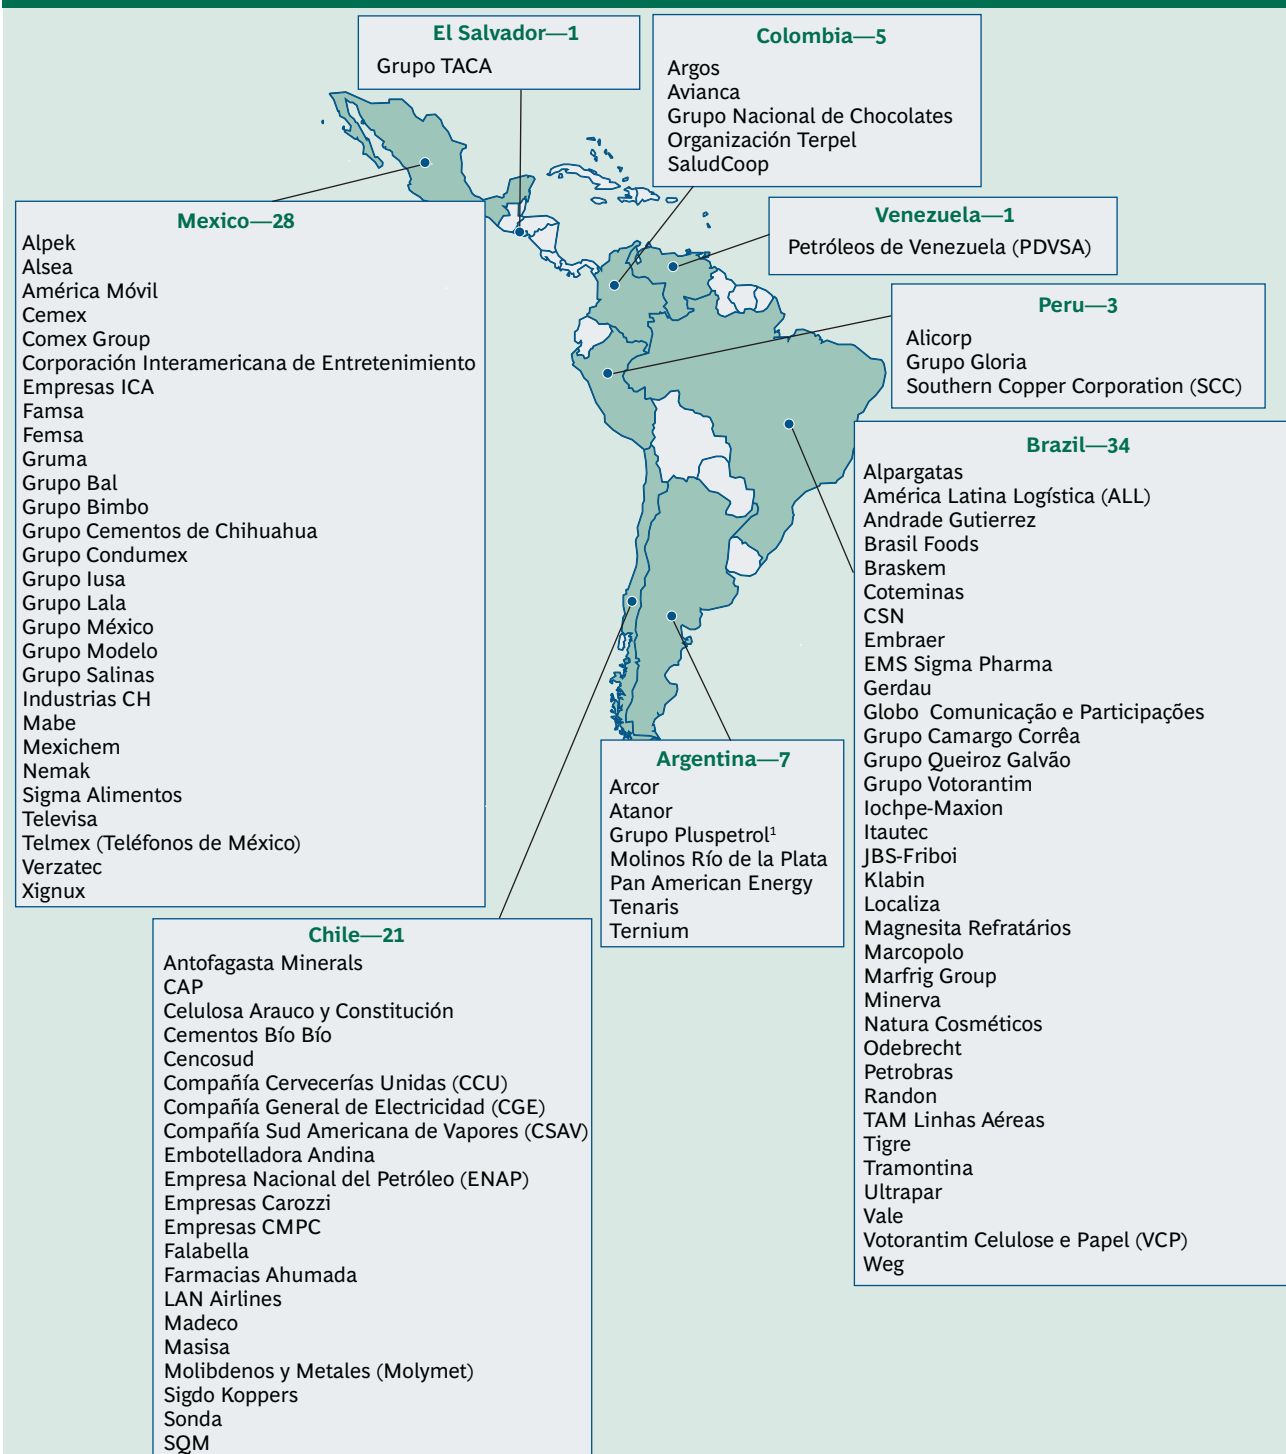 El Salvador—1
Grupo TACA
Colombia—5
Argos
Avianca
Grupo Nacional de Chocolates
Organización Terpel
SaludCoop
Mexico—28
Alpek
Alsea
América Móvil
Cemex
Comex Group
Corporación Interamericana de Entretenimiento
Empresas ICA
Famsa
Femsa
Gruma
Grupo Bal
Grupo Bimbo
Grupo Cementos de Chihuahua
Grupo Condumex
Grupo Iusa
Grupo Lala
Grupo México
Grupo Modelo
Grupo Salinas
Industrias CH
Mabe
Mexichem
Nemak
Sigma Alimentos
Televisa
Telmex (Teléfonos de México)
Verzatec
Xignux
Venezuela—1
Petróleos de Venezuela (PDVSA)
Peru—3
Alicorp
Grupo Gloria
Southern Copper Corporation (SCC)
Brazil—34
Alpargatas
América Latina Logística (ALL)
Andrade Gutierrez
Brasil Foods
Braskem
Coteminas
CSN
Embraer
EMS Sigma Pharma
Gerdau
Globo Comunicação e Participações
Grupo Camargo Corrêa
Grupo Queiroz Galvão
Grupo Votorantim
Iochpe-Maxion
Itautec
JBS-Friboi
Klabin
Localiza
Magnesita Refratários
Marcopolo
Marfrig Group
Minerva
Natura Cosméticos
Odebrecht
Petrobras
Randon
TAM Linhas Aéreas
Tigre
Tramontina
Ultrapar
Vale
Votorantim Celulose e Papel (VCP)
Weg
Argentina—7
Arcor
Atanor
Grupo Pluspetrol¹
Molinos Río de la Plata
Pan American Energy
Tenaris
Ternium
Chile—21
Antofagasta Minerals
CAP
Celulosa Arauco y Constitución
Cementos Bío Bío
Cencosud
Compañía Cervecerías Unidas (CCU)
Compañía General de Electricidad (CGE)
Compañía Sud Americana de Vapores (CSAV)
Embotelladora Andina
Empresa Nacional del Petróleo (ENAP)
Empresas Carozzi
Empresas CMPC
Falabella
Farmacias Ahumada
LAN Airlines
Madeco
Masisa
Molibdenos y Metales (Molymet)
Sigdo Koppers
Sonda
SQM